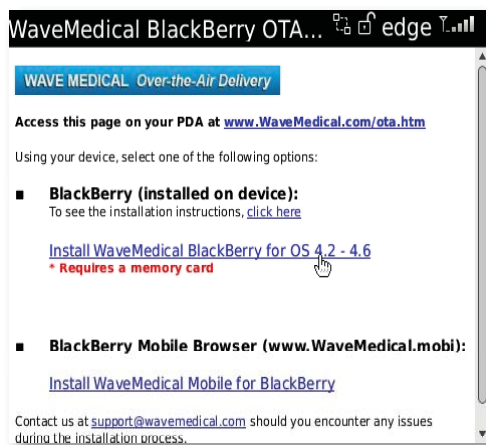 WaveMedical BlackBerry OTA... edge
WAVE MEDICAL Over-the-Air Delivery
Access this page on your PDA at www.WaveMedical.com/ota.htm
Using your device, select one of the following options:
■ BlackBerry (installed on device):
To see the installation instructions, click here
Install WaveMedical BlackBerry for OS 4.2 - 4.6
* Requires a memory card
■ BlackBerry Mobile Browser (www.WaveMedical.mobi):
Install WaveMedical Mobile for BlackBerry
Contact us at support@wavemedical.com should you encounter any issues
during the installation process.